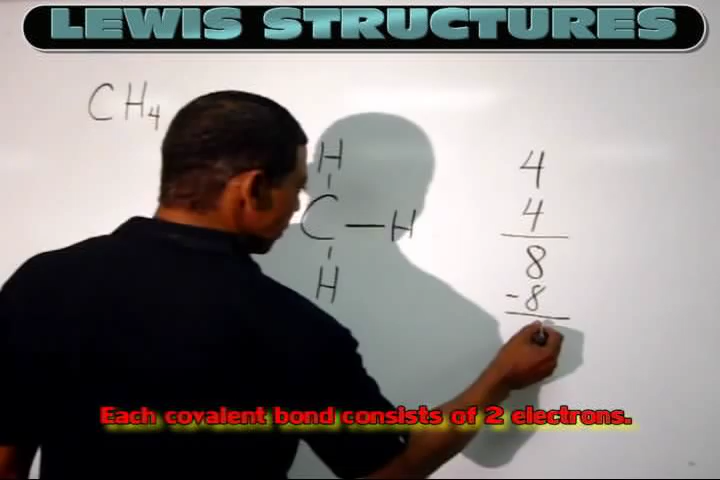 LEWIS STRUCTURES
CH₄
H
C—H
H
4
4
8
-8
Each covalent bond consists of 2 electrons.